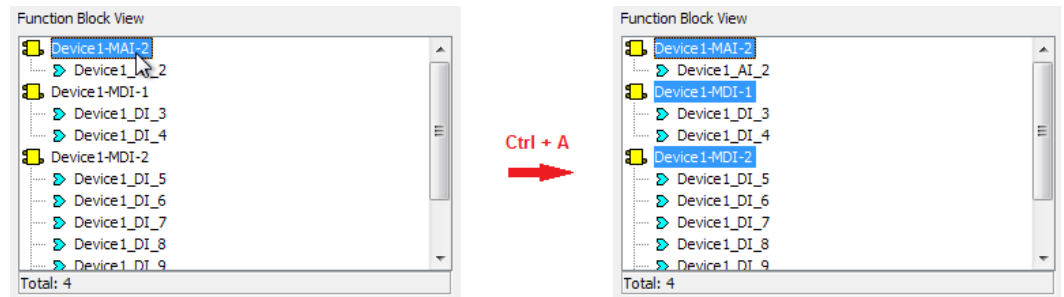 Function Block View
Device1-MAI-2
Device1_AI_2
Device1-MDI-1
Device1_DI_3
Device1_DI_4
Device1-MDI-2
Device1_DI_5
Device1_DI_6
Device1_DI_7
Device1_DI_8
Device1_DI_9
Total: 4
Ctrl + A
Function Block View
Device1-MAI-2
Device1_AI_2
Device1-MDI-1
Device1_DI_3
Device1_DI_4
Device1-MDI-2
Device1_DI_5
Device1_DI_6
Device1_DI_7
Device1_DI_8
Device1_DI_9
Total: 4